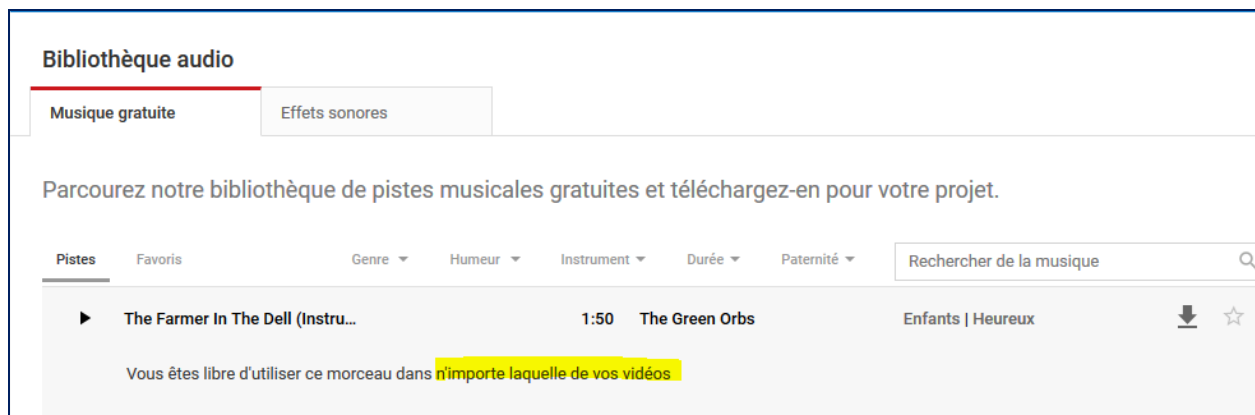 Bibliothèque audio
Musique gratuite Effets sonores
Parcourez notre bibliothèque de pistes musicales gratuites et téléchargez-en pour votre projet.
Pistes Favoris Genre Humeur Instrument Durée Paternité Rechercher de la musique
The Farmer In The Dell (Instru... 1:50 The Green Orbs Enfants | Heureux
Vous êtes libre d'utiliser ce morceau dans n'importe laquelle de vos vidéos